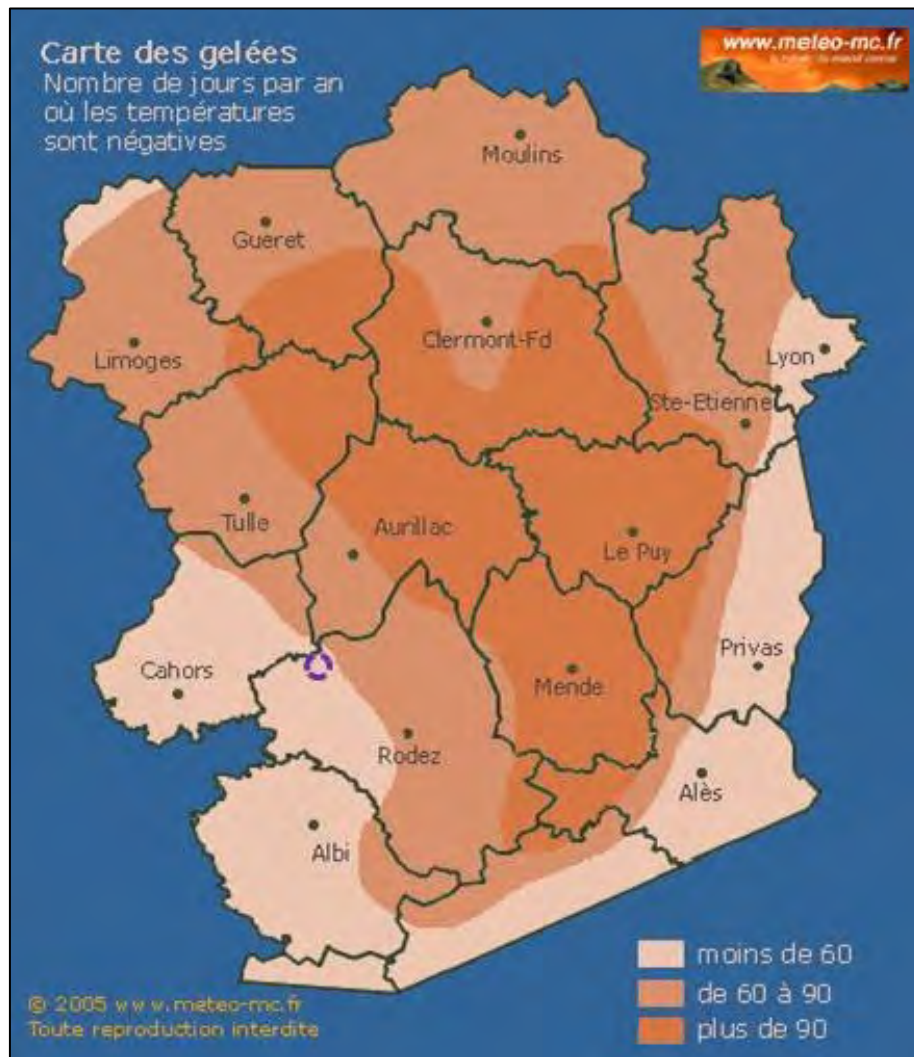 Carte des gelées
Nombre de jours par an
où les températures
sont négatives
www.meteo-mc.fr
Moulins
Gueret
Clermont-Fd
Limoges
Lyon
Ste-Etienne
Tulle
Aurillac
Le Puy
Privas
Cahors
Mende
Rodez
Alès
Albi
moins de 60
de 60 à 90
plus de 90
© 2005 www.meteo-mc.fr
Toute reproduction interdite